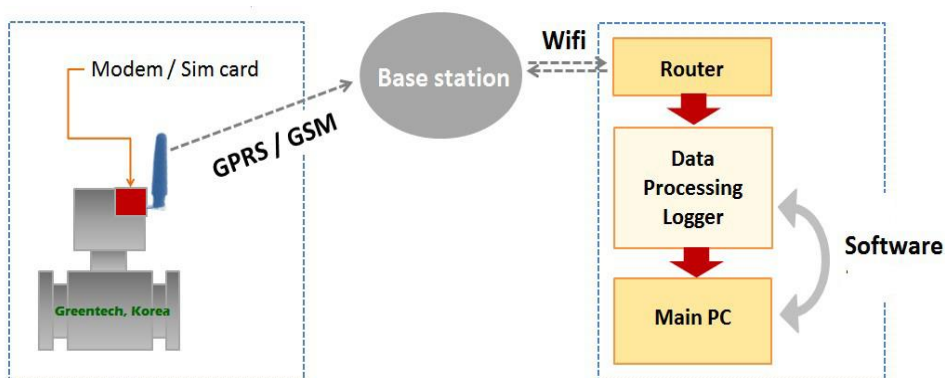 Modem / Sim card
GPRS / GSM
Greentech, Korea
Base station
Wifi
Router
Data
Processing
Logger
Software
Main PC